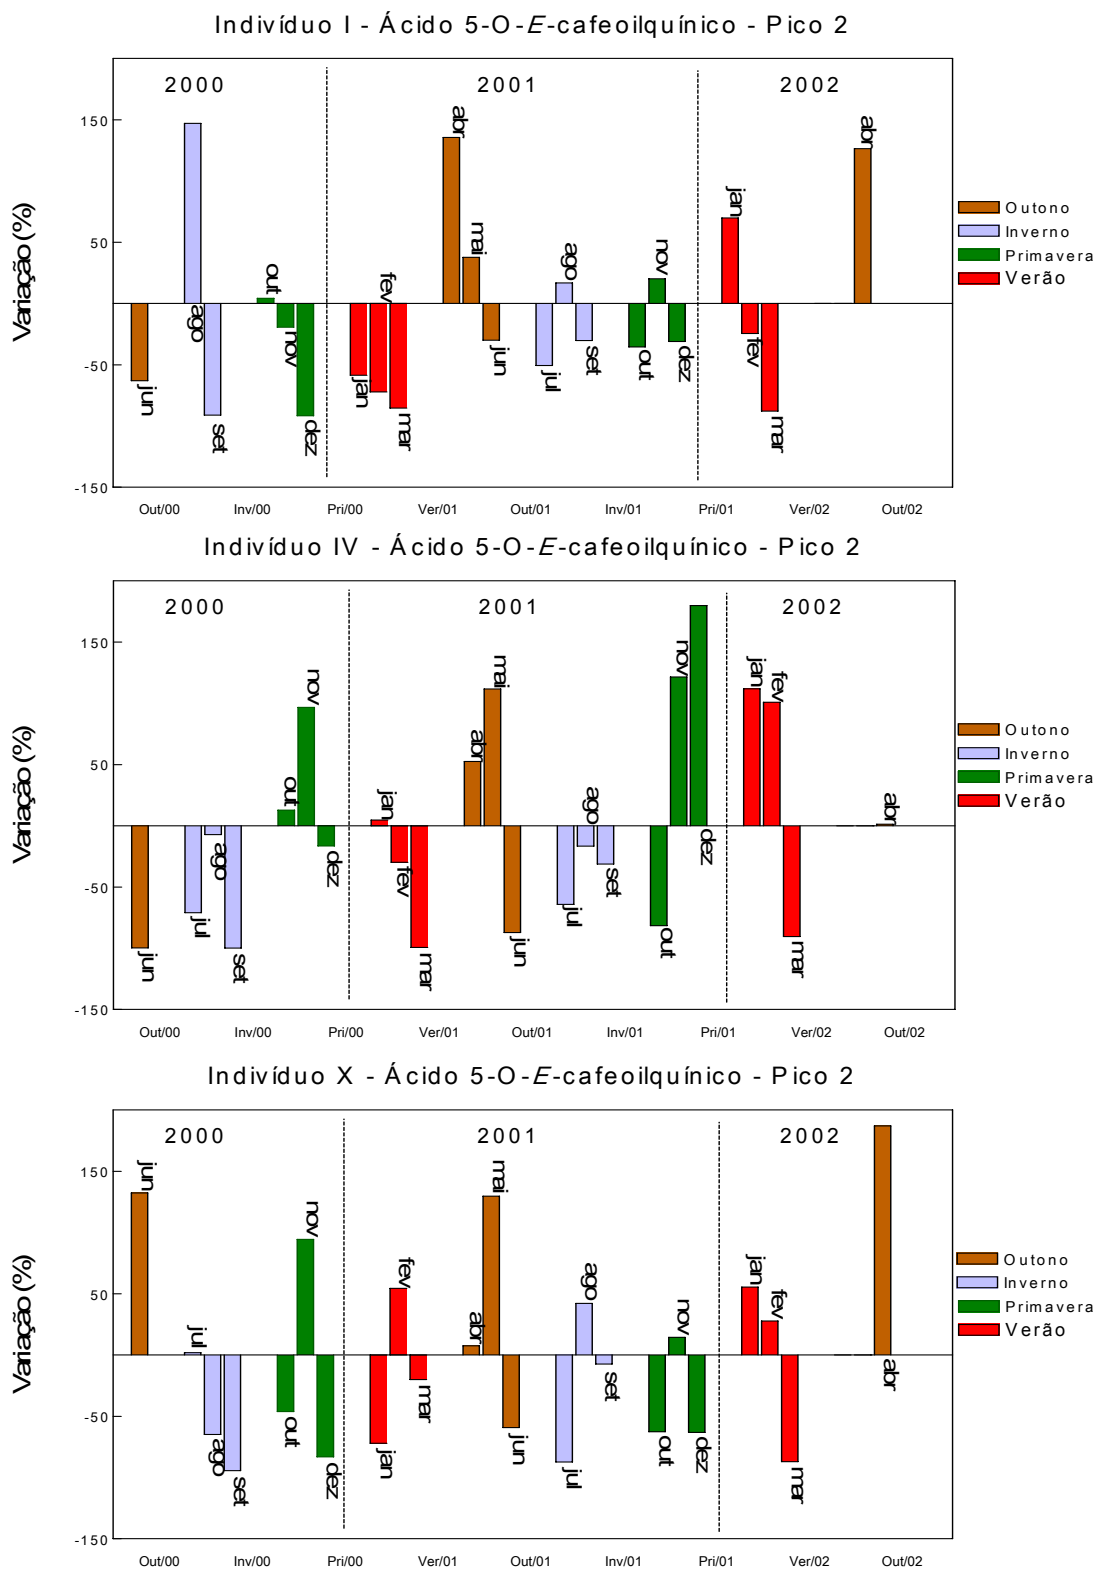 Indivíduo I - Ácido 5-O-E-cafeoilquínico - Pico 2
2000 2001 2002
Variação (%)
150
50
-50
-150
jun ago set out nov dez jan fev mar abr mai jun jul ago set out nov dez jan fev mar abr
Outono
Inverno
Primavera
Verão
Out/00 Inv/00 Pri/00 Ver/01 Out/01 Inv/01 Pri/01 Ver/02 Out/02
Indivíduo IV - Ácido 5-O-E-cafeoilquínico - Pico 2
2000 2001 2002
Variação (%)
150
50
-50
-150
jun jul ago set out nov dez jan fev mar abr mai jun jul ago set out nov dez jan fev mar abr
Outono
Inverno
Primavera
Verão
Out/00 Inv/00 Pri/00 Ver/01 Out/01 Inv/01 Pri/01 Ver/02 Out/02
Indivíduo X - Ácido 5-O-E-cafeoilquínico - Pico 2
2000 2001 2002
Variação (%)
150
50
-50
-150
jun jul ago set out nov dez jan fev mar abr mai jun jul ago set out nov dez jan fev mar abr
Outono
Inverno
Primavera
Verão
Out/00 Inv/00 Pri/00 Ver/01 Out/01 Inv/01 Pri/01 Ver/02 Out/02